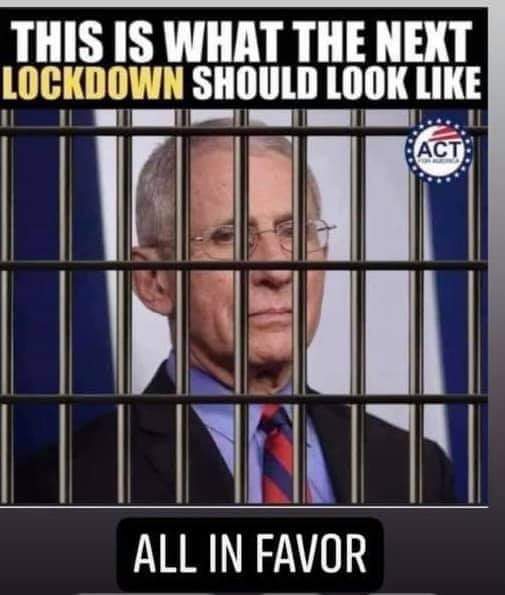 THIS IS WHAT THE NEXT
LOCKDOWN SHOULD LOOK LIKE
ACT
FOR AMERICA
ALL IN FAVOR